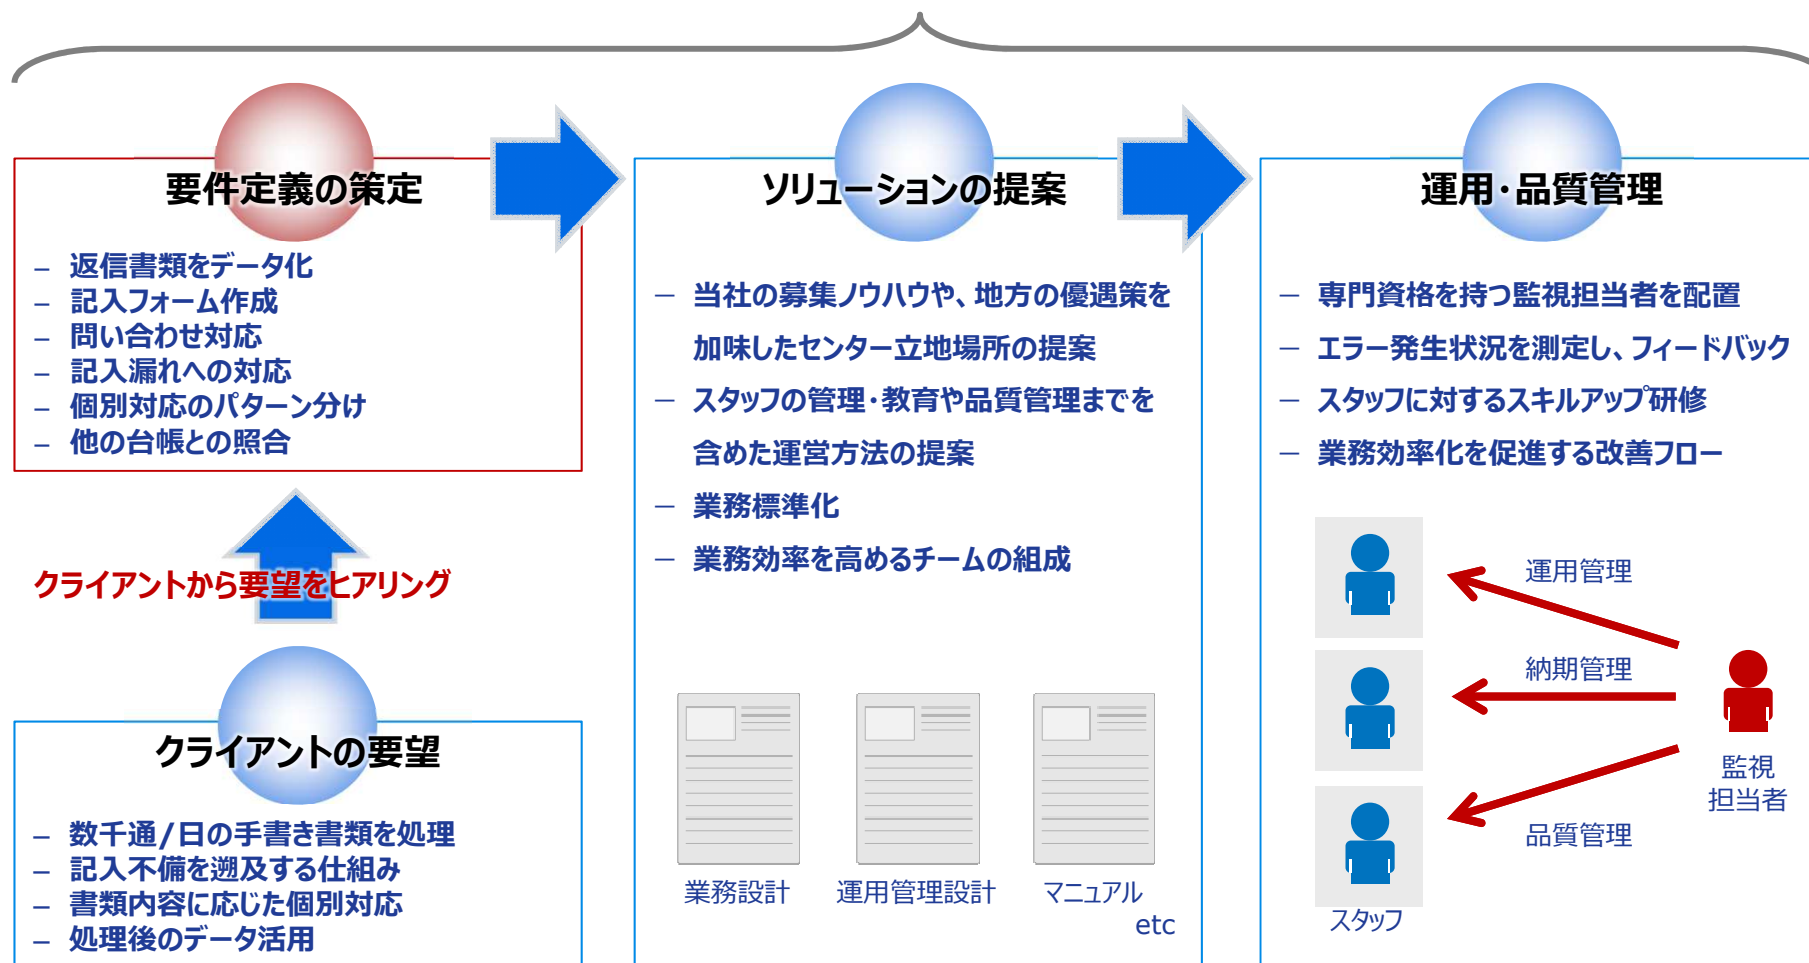 要件定義の策定
– 返信書類をデータ化
– 記入フォーム作成
– 問い合わせ対応
– 記入漏れへの対応
– 個別対応のパターン分け
– 他の台帳との照合
クライアントから要望をヒアリング
クライアントの要望
– 数千通/日の手書き書類を処理
– 記入不備を遡及する仕組み
– 書類内容に応じた個別対応
– 処理後のデータ活用
ソリューションの提案
– 当社の募集ノウハウや、地方の優遇策を
加味したセンター立地場所の提案
– スタッフの管理・教育や品質管理までを
含めた運営方法の提案
– 業務標準化
– 業務効率を高めるチームの組成
業務設計
運用管理設計
マニュアル
etc
運用・品質管理
– 専門資格を持つ監視担当者を配置
– エラー発生状況を測定し、フィードバック
– スタッフに対するスキルアップ研修
– 業務効率化を促進する改善フロー
運用管理
納期管理
品質管理
監視
担当者
スタッフ